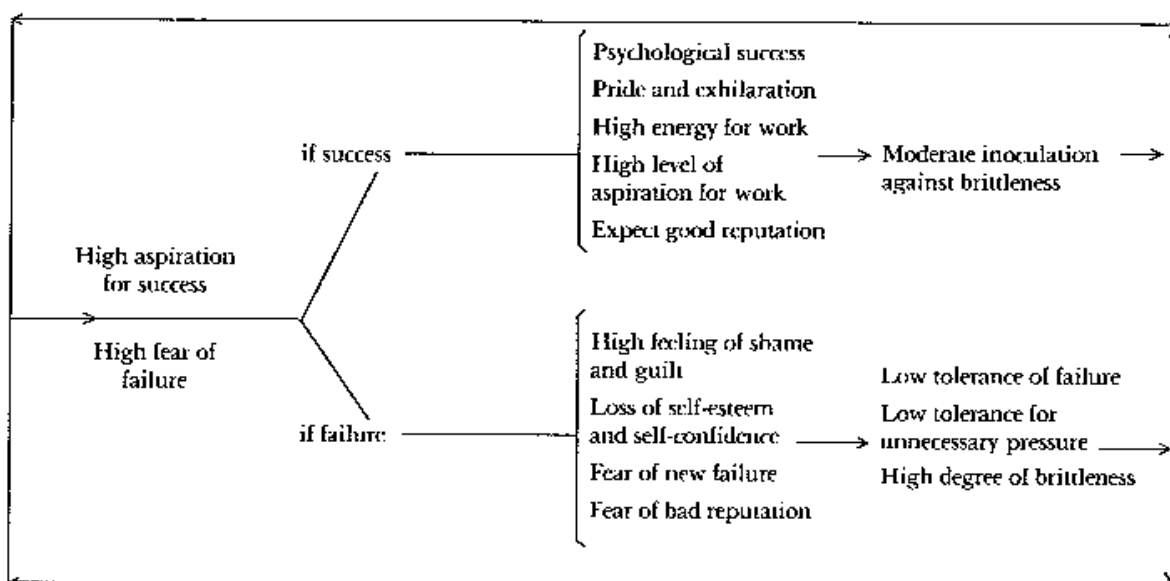 High aspiration
for success
High fear of
failure
if success
Psychological success
Pride and exhilaration
High energy for work
High level of
aspiration for work
Expect good reputation
Moderate inoculation
against brittleness
if failure
High feeling of shame
and guilt
Loss of self-esteem
and self-confidence
Fear of new failure
Fear of bad reputation
Low tolerance of failure
Low tolerance for
unnecessary pressure
High degree of brittleness